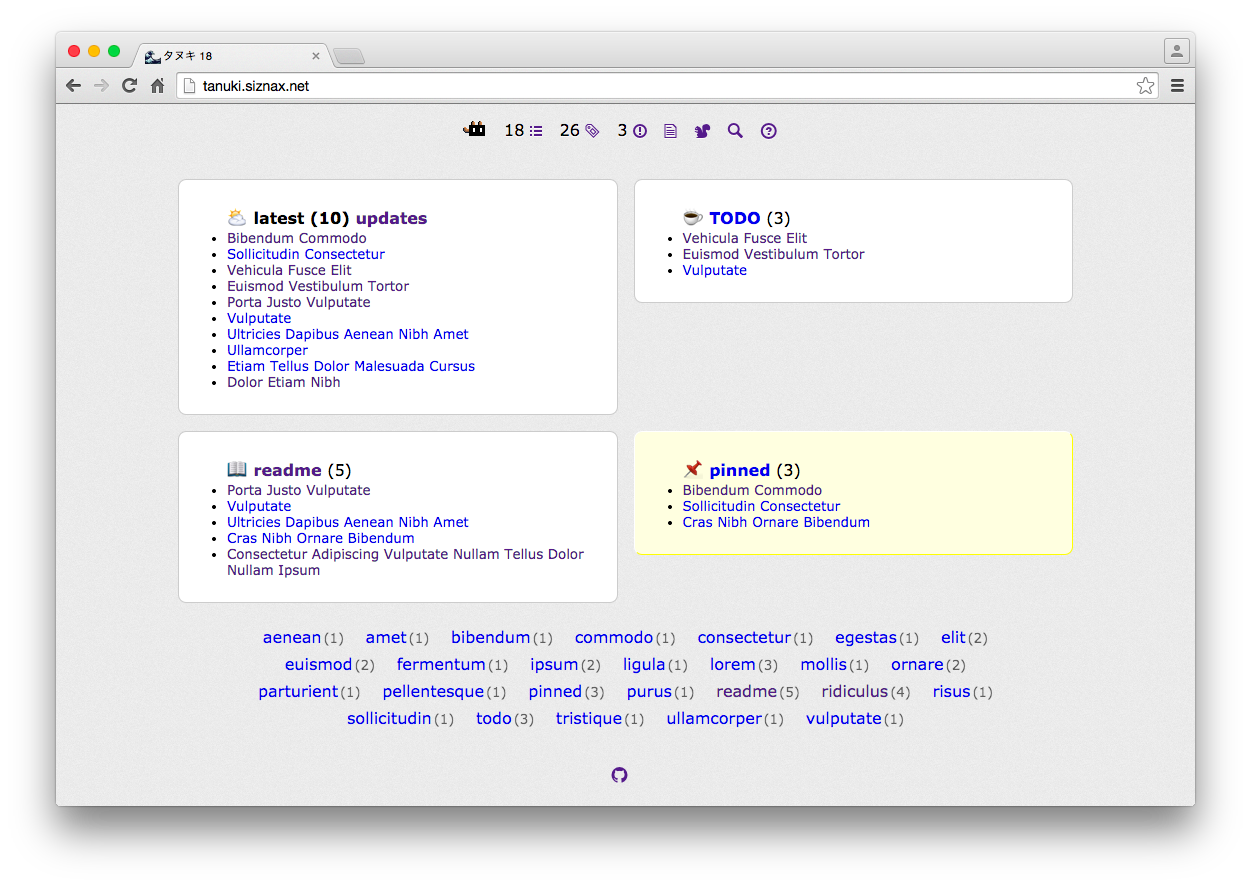 タヌキ 18
tanuki.siznax.net
18 26 3
latest (10) updates
Bibendum Commodo
Sollicitudin Consectetur
Vehicula Fusce Elit
Euismod Vestibulum Tortor
Porta Justo Vulputate
Vulputate
Ultricies Dapibus Aenean Nibh Amet
Ullamcorper
Etiam Tellus Dolor Malesuada Cursus
Dolor Etiam Nibh
TODO (3)
Vehicula Fusce Elit
Euismod Vestibulum Tortor
Vulputate
readme (5)
Porta Justo Vulputate
Vulputate
Ultricies Dapibus Aenean Nibh Amet
Cras Nibh Ornare Bibendum
Consectetur Adipiscing Vulputate Nullam Tellus Dolor
Nullam Ipsum
pinned (3)
Bibendum Commodo
Sollicitudin Consectetur
Cras Nibh Ornare Bibendum
aenean(1) amet(1) bibendum(1) commodo(1) consectetur(1) egestas(1) elit(2)
euismod(2) fermentum(1) ipsum(2) ligula(1) lorem(3) mollis(1) ornare(2)
parturient(1) pellentesque(1) pinned(3) purus(1) readme(5) ridiculus(4) risus(1)
sollicitudin(1) todo(3) tristique(1) ullamcorper(1) vulputate(1)